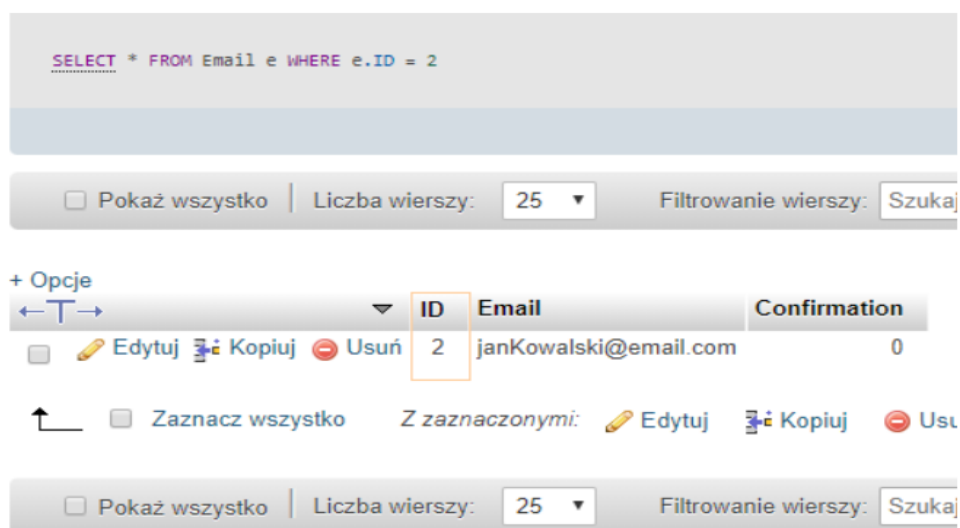 SELECT * FROM Email e WHERE e.ID = 2
Pokaż wszystko Liczba wierszy: 25 Filtrowanie wierszy: Szukaj
+ Opcje
ID Email Confirmation
Edytuj Kopiuj Usuń 2 janKowalski@email.com 0
Zaznacz wszystko Z zaznaczonymi: Edytuj Kopiuj Usu
Pokaż wszystko Liczba wierszy: 25 Filtrowanie wierszy: Szukaj